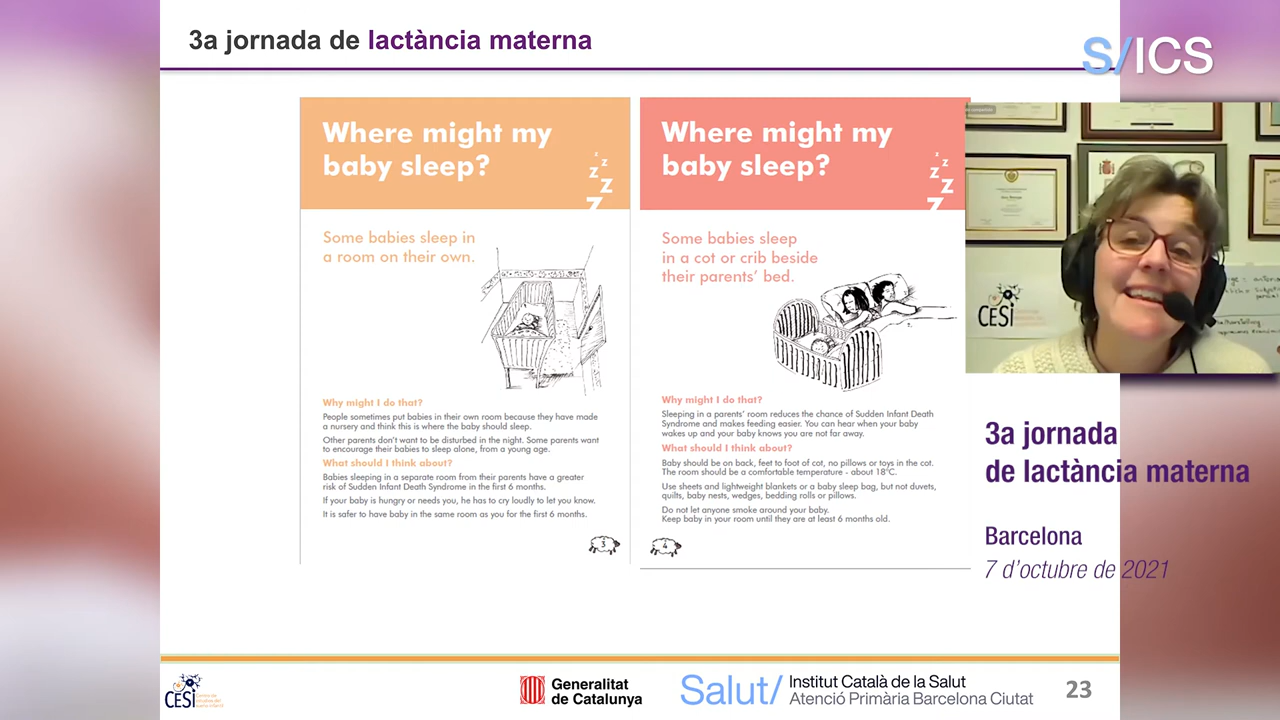 3a jornada de lactància materna
S/ICS
Where might my
baby sleep?
z
z
z
z
z
Some babies sleep in
a room on their own.
Why might I do that?
People sometimes put babies in their own room because they have made
a nursery and think this is where the baby should sleep.
Other parents don't want to be disturbed in the night. Some parents want
to encourage their babies to sleep alone, from a young age.
What should I think about?
Babies sleeping in a separate room from their parents have a greater
risk of Sudden Infant Death Syndrome in the first 6 months.
If your baby is hungry or needs you, he has to cry loudly to let you know.
It is safer to have baby in the same room as you for the first 6 months.
3
Where might my
baby sleep?
z
z
z
z
z
Some babies sleep
in a cot or crib beside
their parents' bed.
Why might I do that?
Sleeping in a parents' room reduces the chance of Sudden Infant Death
Syndrome and makes feeding easier. You can hear when your baby
wakes up and your baby knows you are not far away.
What should I think about?
Baby should be on back, feet to foot of cot, no pillows or toys in the cot.
The room should be a comfortable temperature - about 18°C.
Use sheets and lightweight blankets or a baby sleep bag, but not duvets,
quilts, baby nests, wedges, bedding rolls or pillows.
Do not let anyone smoke around your baby.
Keep baby in your room until they are at least 6 months old.
4
CESi
3a jornada
de lactància materna
Barcelona
7 d'octubre de 2021
CESi
Generalitat
de Catalunya
Salut/
Institut Català de la Salut
Atenció Primària Barcelona Ciutat
23